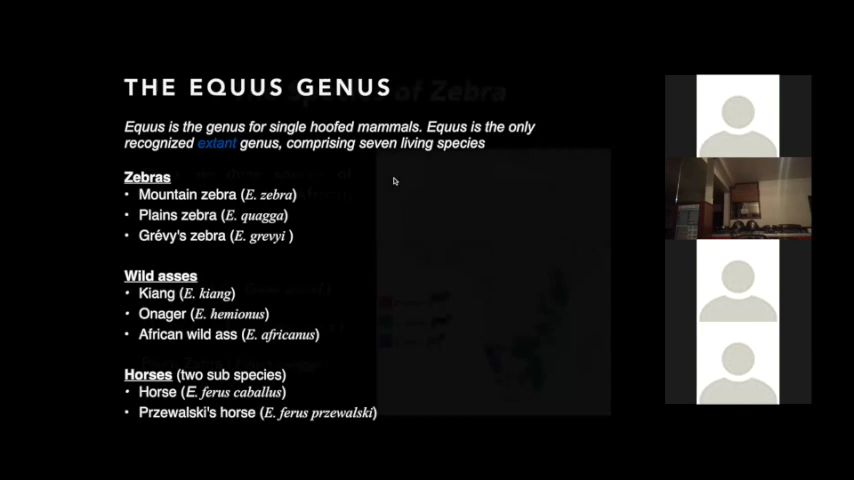 THE EQUUS GENUS
of Zebra
Equus is the genus for single hoofed mammals. Equus is the only
recognized extant genus, comprising seven living species
Zebras
• Mountain zebra (E. zebra)
• Plains zebra (E. quagga)
• Grévy's zebra (E. grevyi )
Wild asses
• Kiang (E. kiang)
• Onager (E. hemionus)
• African wild ass (E. africanus)
Horses (two sub species)
• Horse (E. ferus caballus)
• Przewalski's horse (E. ferus przewalski)